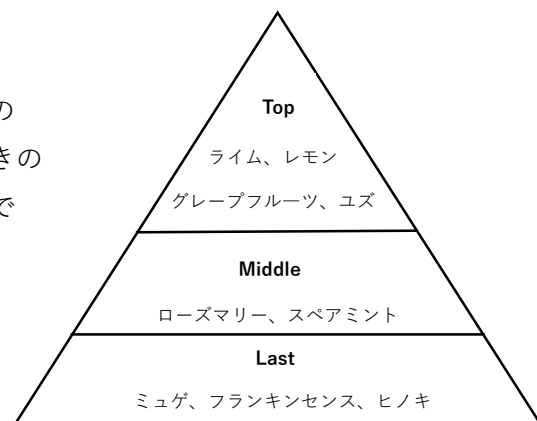 の
きの
で
Top
ライム、レモン
グレープフルーツ、ユズ
Middle
ローズマリー、スペアミント
Last
ミュゲ、フランキンセンス、ヒノキ